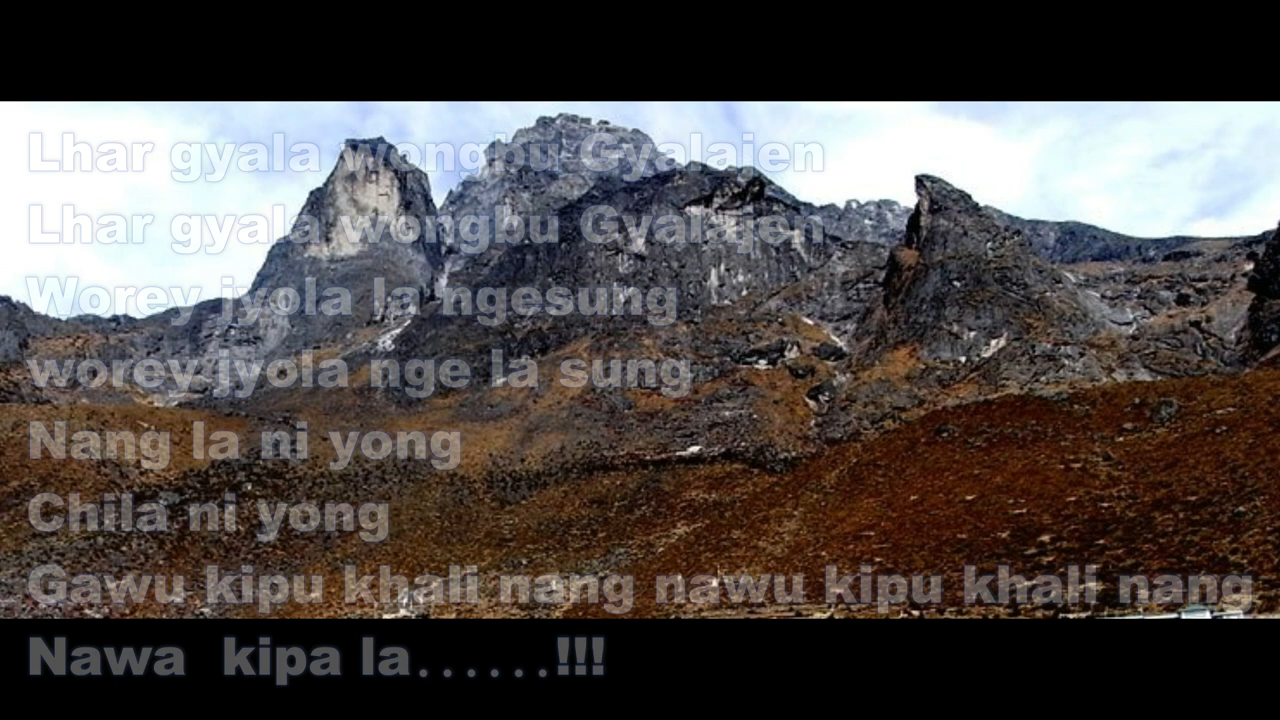 Lhar gyala wongbu Gyalajen
Lhar gyala wongbu Gyalajen
Worey jyola la ngesung
worey jyola nge la sung
Nang la ni yong
Chila ni yong
Gawu kipu khali nang nawu kipu khali nang
Nawa kipa la......!!!